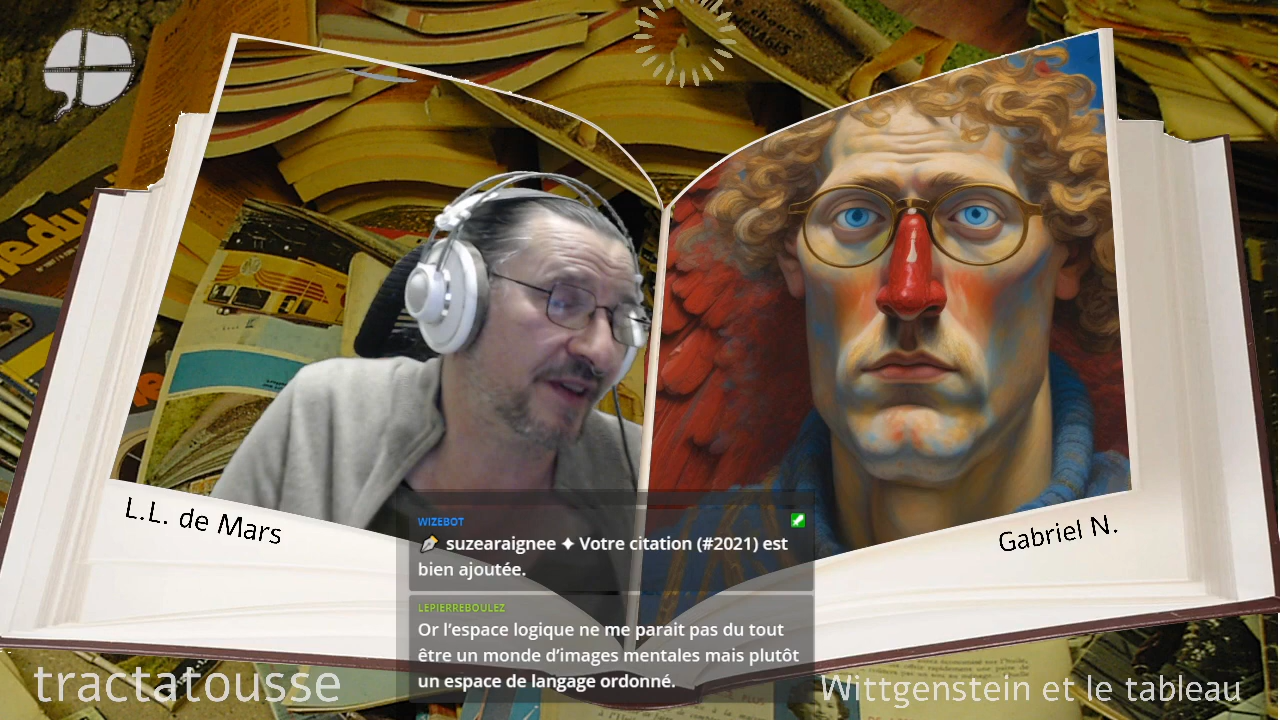 L.L. de Mars
Gabriel N.
WIZEBOT
suzearaignee ✦ Votre citation (#2021) est
bien ajoutée.
LEPIERREBOULEZ
Or l’espace logique ne me parait pas du tout
être un monde d’images mentales mais plutôt
un espace de langage ordonné.
tractatousse
Wittgenstein et le tableau